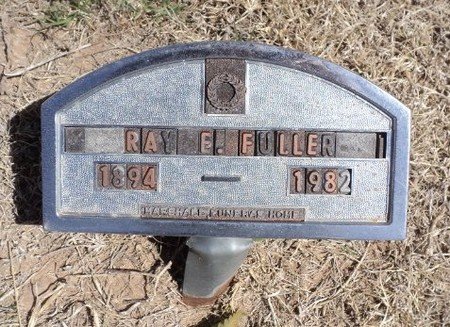 RAY E. FULLER
1894 — 1982
MARSHALL FUNERAL HOME